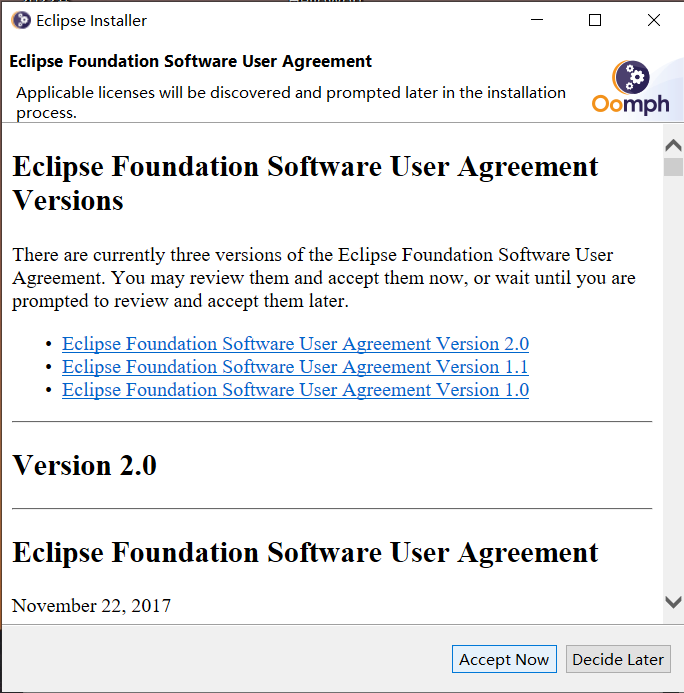 Eclipse Installer
Eclipse Foundation Software User Agreement
Applicable licenses will be discovered and prompted later in the installation
process.
Oomph
Eclipse Foundation Software User Agreement
Versions
There are currently three versions of the Eclipse Foundation Software User
Agreement. You may review them and accept them now, or wait until you are
prompted to review and accept them later.
• Eclipse Foundation Software User Agreement Version 2.0
• Eclipse Foundation Software User Agreement Version 1.1
• Eclipse Foundation Software User Agreement Version 1.0
Version 2.0
Eclipse Foundation Software User Agreement
November 22, 2017
Accept Now
Decide Later